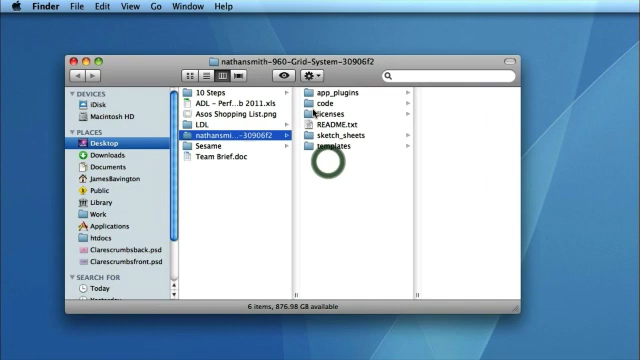 Finder File Edit View Go Window Help
nathansmith-960-Grid-System-30906f2
DEVICES
iDisk
Macintosh HD
PLACES
Desktop
Downloads
Documents
JamesBavington
Public
Library
Work
Applications
htdocs
Clarescrumbsback.psd
Clarescrumbsfront.psd
SEARCH FOR
Today
Yesterday
10 Steps
ADL - Perf...b 2011.xls
Asos Shopping List.png
LDL
nathansmi...-30906f2
Sesame
Team Brief.doc
app_plugins
code
licenses
README.txt
sketch_sheets
templates
6 items, 876.98 GB available